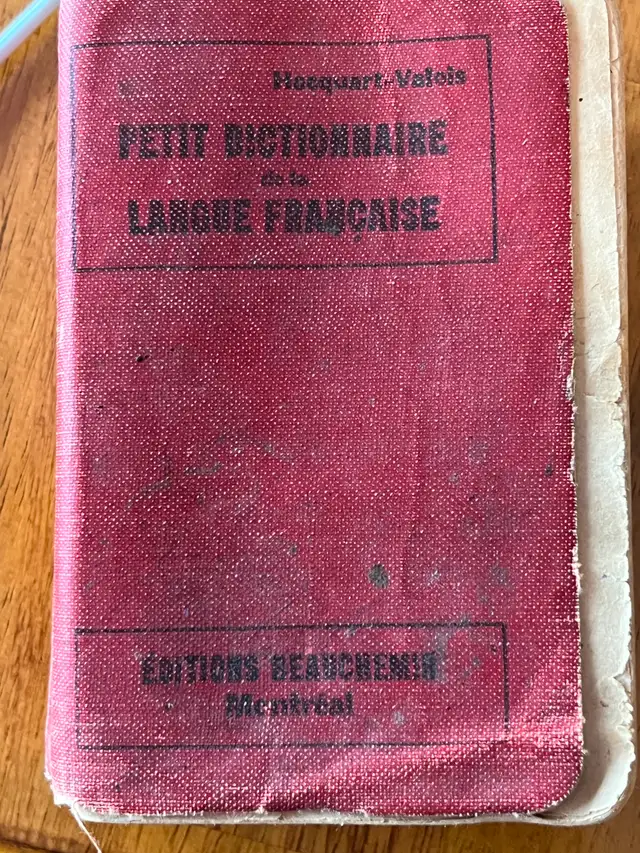 Hocquart-Valois
PETIT DICTIONNAIRE
de la
LANGUE FRANÇAISE
ÉDITIONS BEAUCHEMIN
Montréal